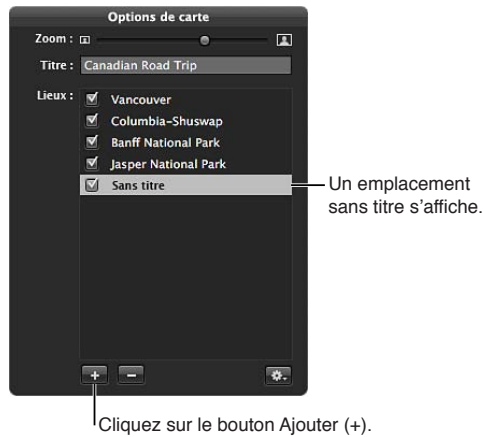 Options de carte
Zoom :
Titre : Canadian Road Trip
Lieux :
Vancouver
Columbia-Shuswap
Banff National Park
Jasper National Park
Sans titre
Un emplacement
sans titre s’affiche.
Cliquez sur le bouton Ajouter (+).